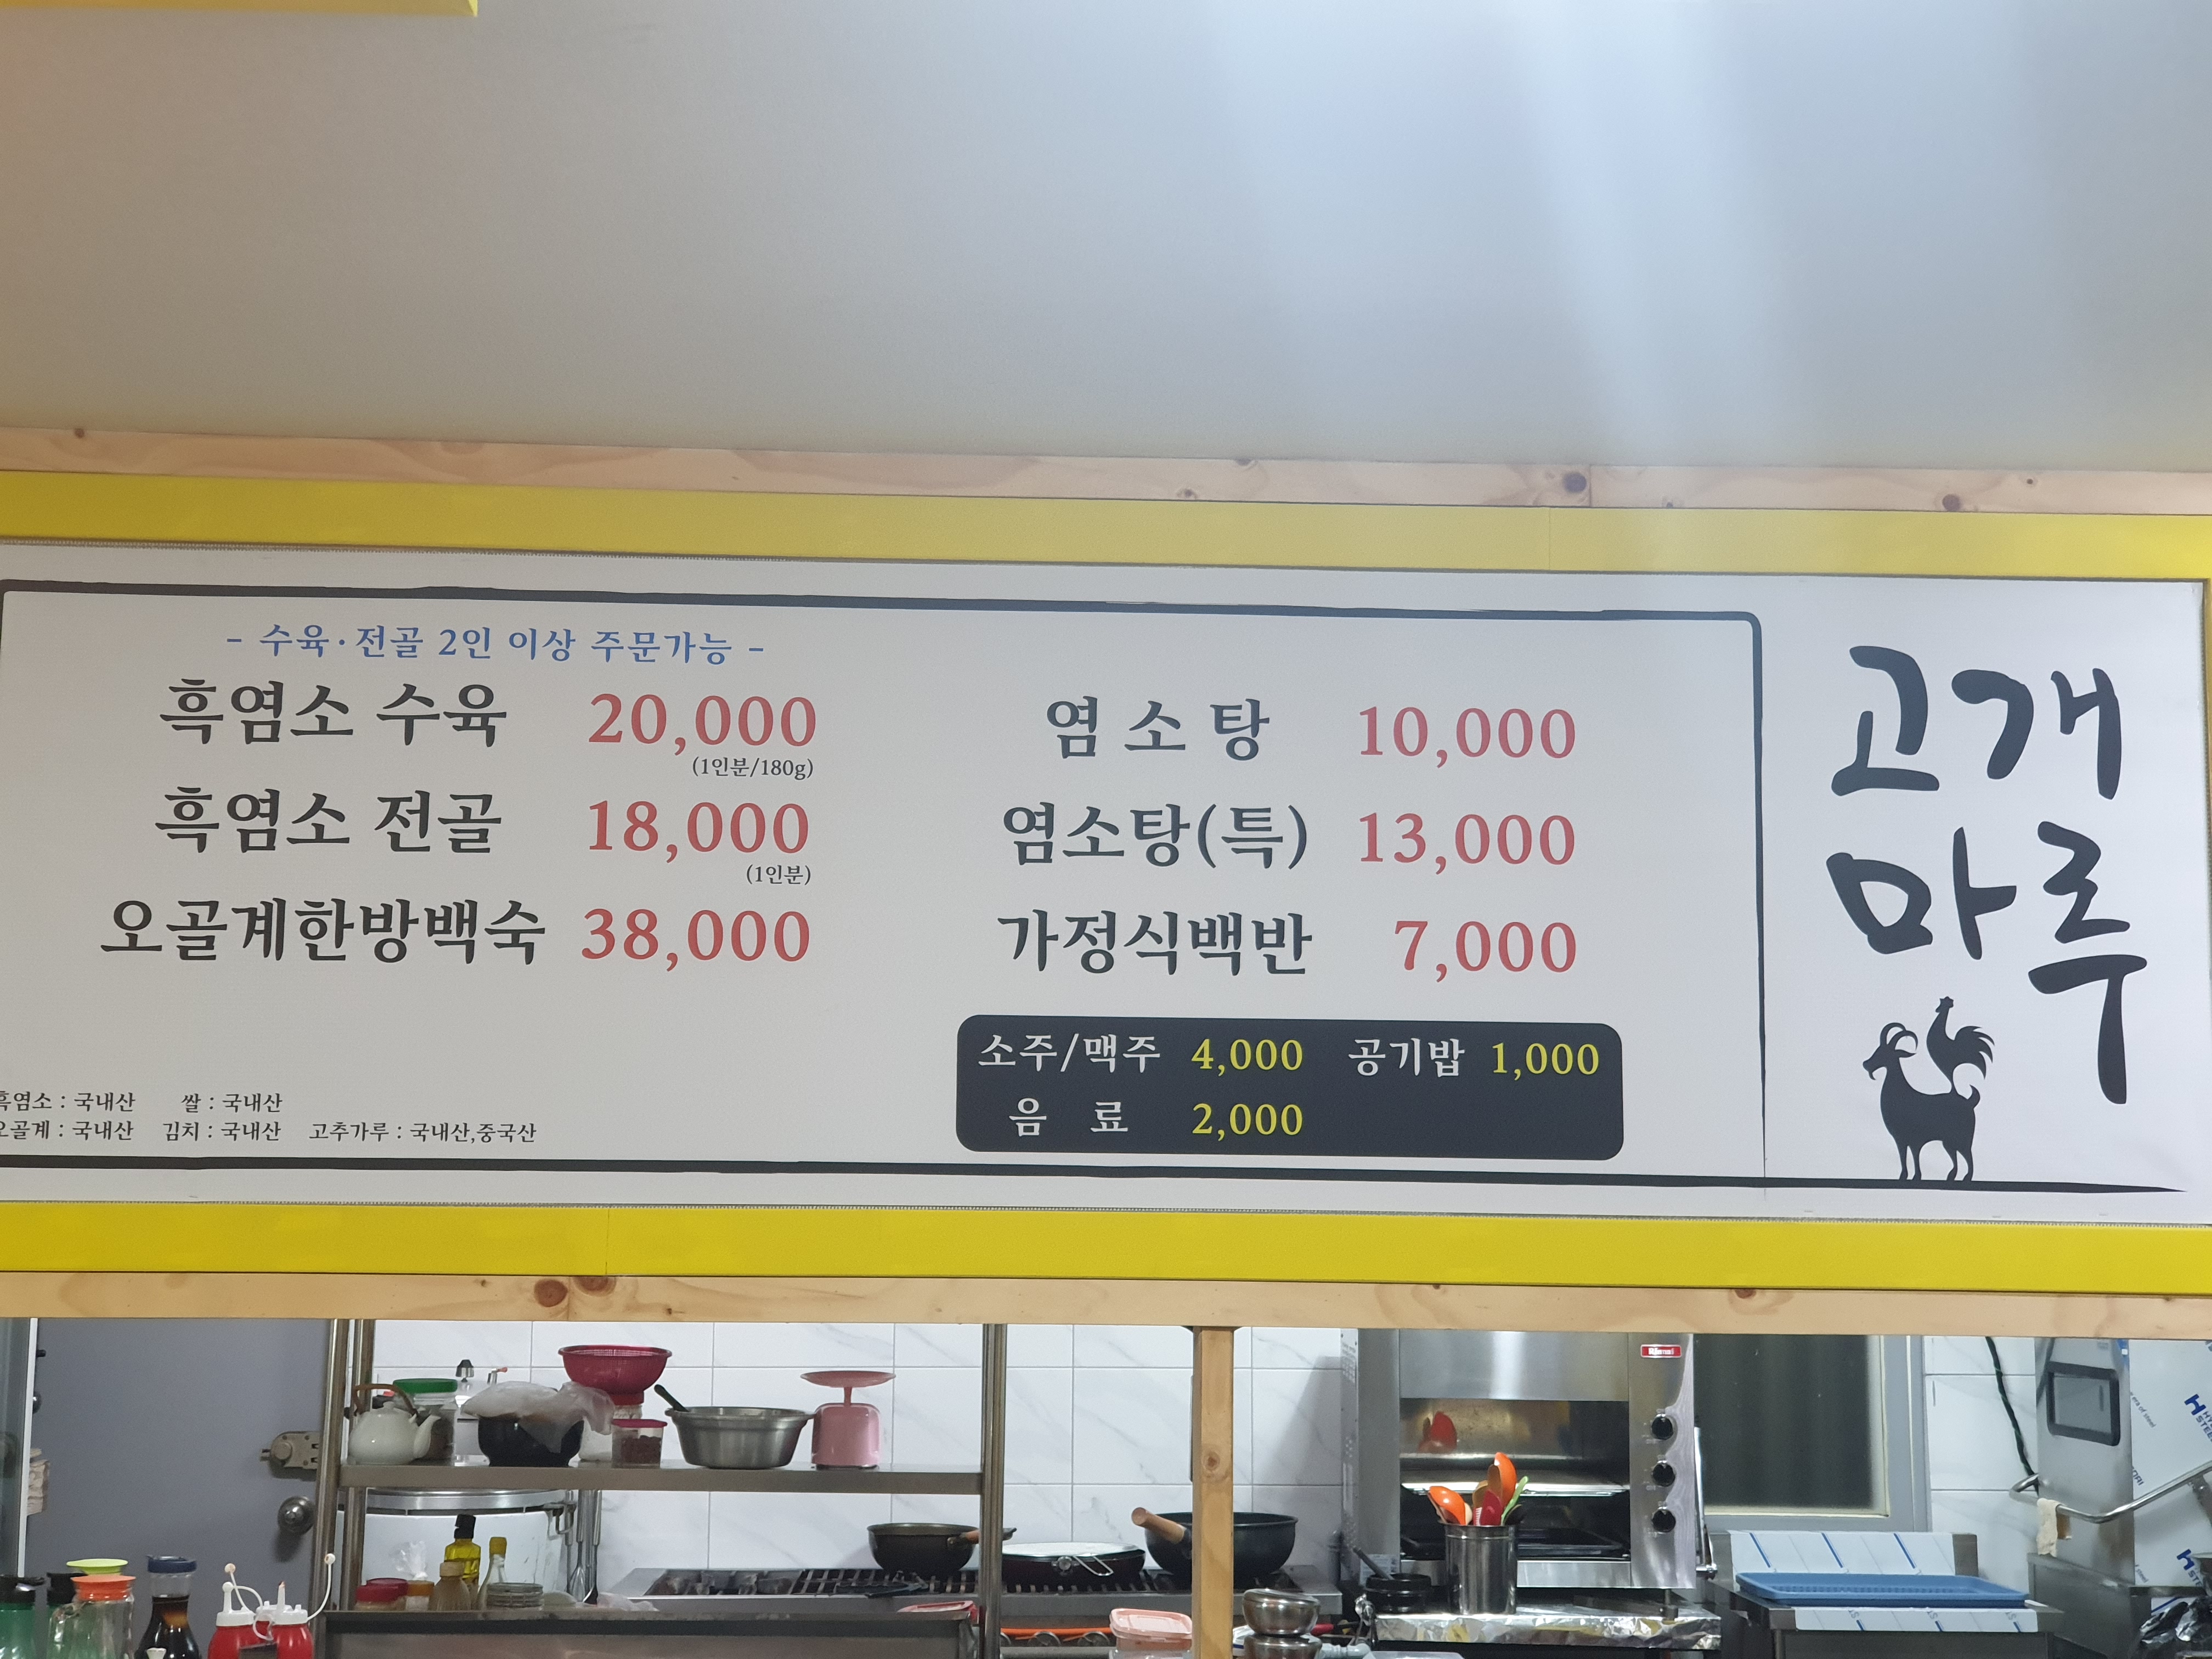 - 수육·전골 2인 이상 주문가능 -
흑염소 수육 20,000
(1인분/180g)
흑염소 전골 18,000
(1인분)
오골계한방백숙 38,000
염소탕 10,000
염소탕(특) 13,000
가정식백반 7,000
소주/맥주 4,000 공기밥 1,000
음 료 2,000
흑염소 : 국내산 쌀 : 국내산
오골계 : 국내산 김치 : 국내산 고추가루 : 국내산,중국산
고개
마루
Rinnai